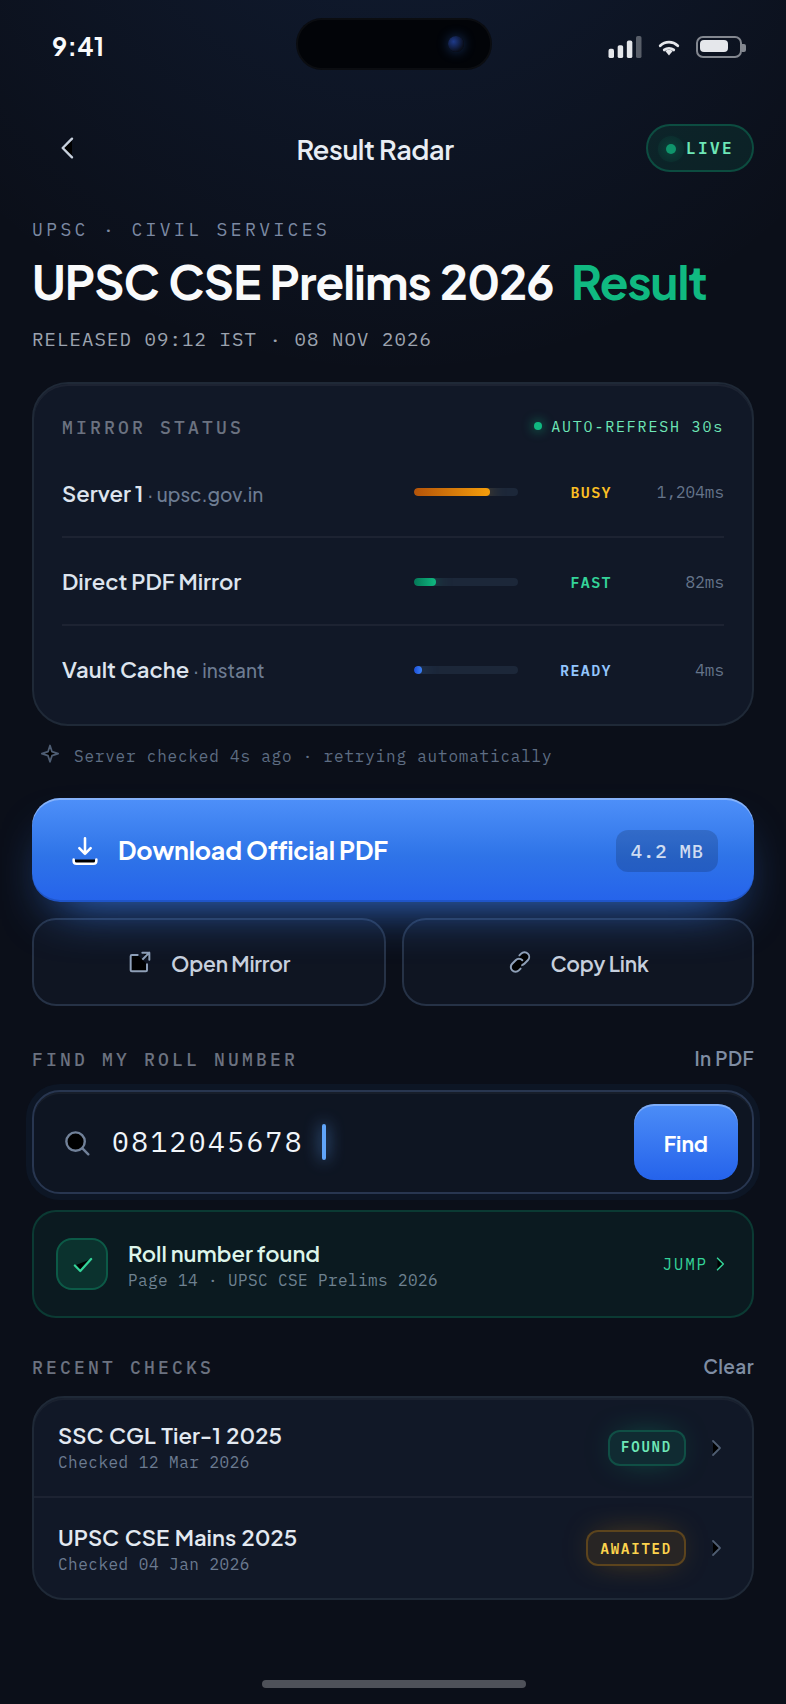 9:41
Result Radar
LIVE
UPSC · CIVIL SERVICES
UPSC CSE Prelims 2026 Result
RELEASED 09:12 IST · 08 NOV 2026
MIRROR STATUS
AUTO-REFRESH 30s
Server 1 · upsc.gov.in BUSY 1,204ms
Direct PDF Mirror FAST 82ms
Vault Cache · instant READY 4ms
Server checked 4s ago · retrying automatically
Download Official PDF 4.2 MB
Open Mirror
Copy Link
FIND MY ROLL NUMBER In PDF
0812045678 Find
Roll number found
Page 14 · UPSC CSE Prelims 2026
JUMP
RECENT CHECKS Clear
SSC CGL Tier-1 2025
Checked 12 Mar 2026
FOUND
UPSC CSE Mains 2025
Checked 04 Jan 2026
AWAITED